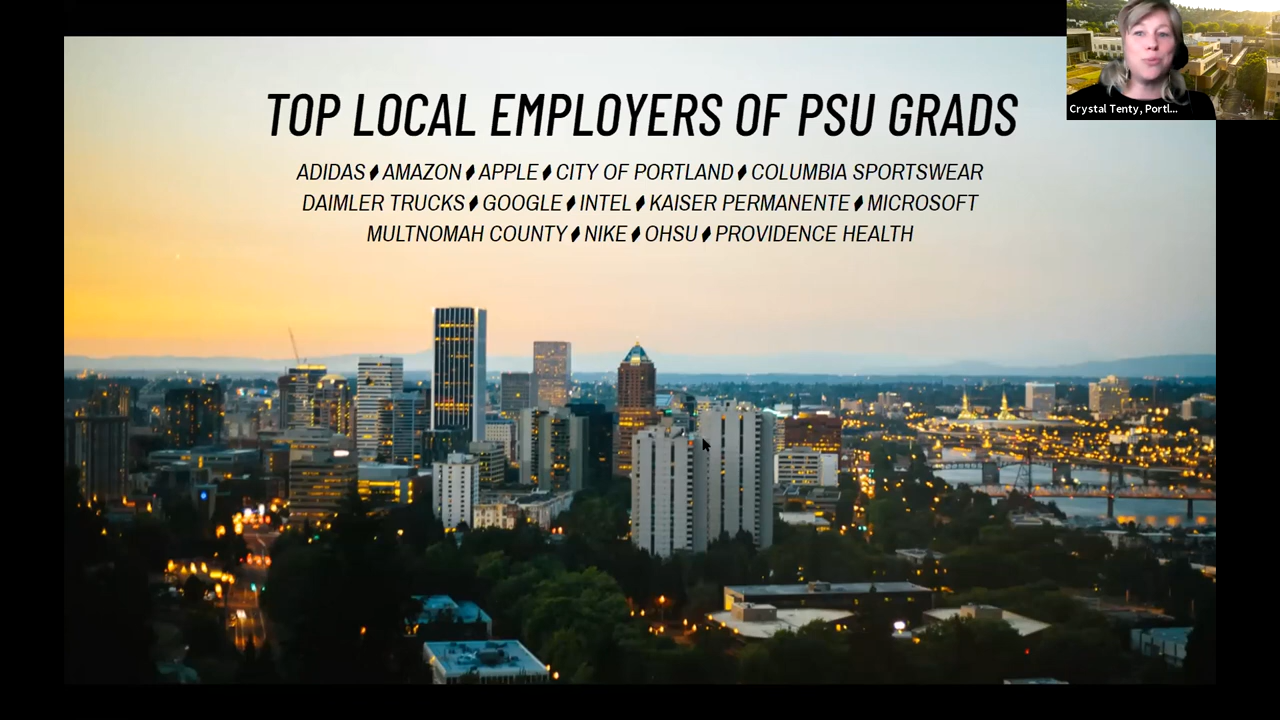 TOP LOCAL EMPLOYERS OF PSU GRADS
ADIDAS ♦ AMAZON ♦ APPLE ♦ CITY OF PORTLAND ♦ COLUMBIA SPORTSWEAR
DAIMLER TRUCKS ♦ GOOGLE ♦ INTEL ♦ KAISER PERMANENTE ♦ MICROSOFT
MULTNOMAH COUNTY ♦ NIKE ♦ OHSU ♦ PROVIDENCE HEALTH
Crystal Tenty, Portl...